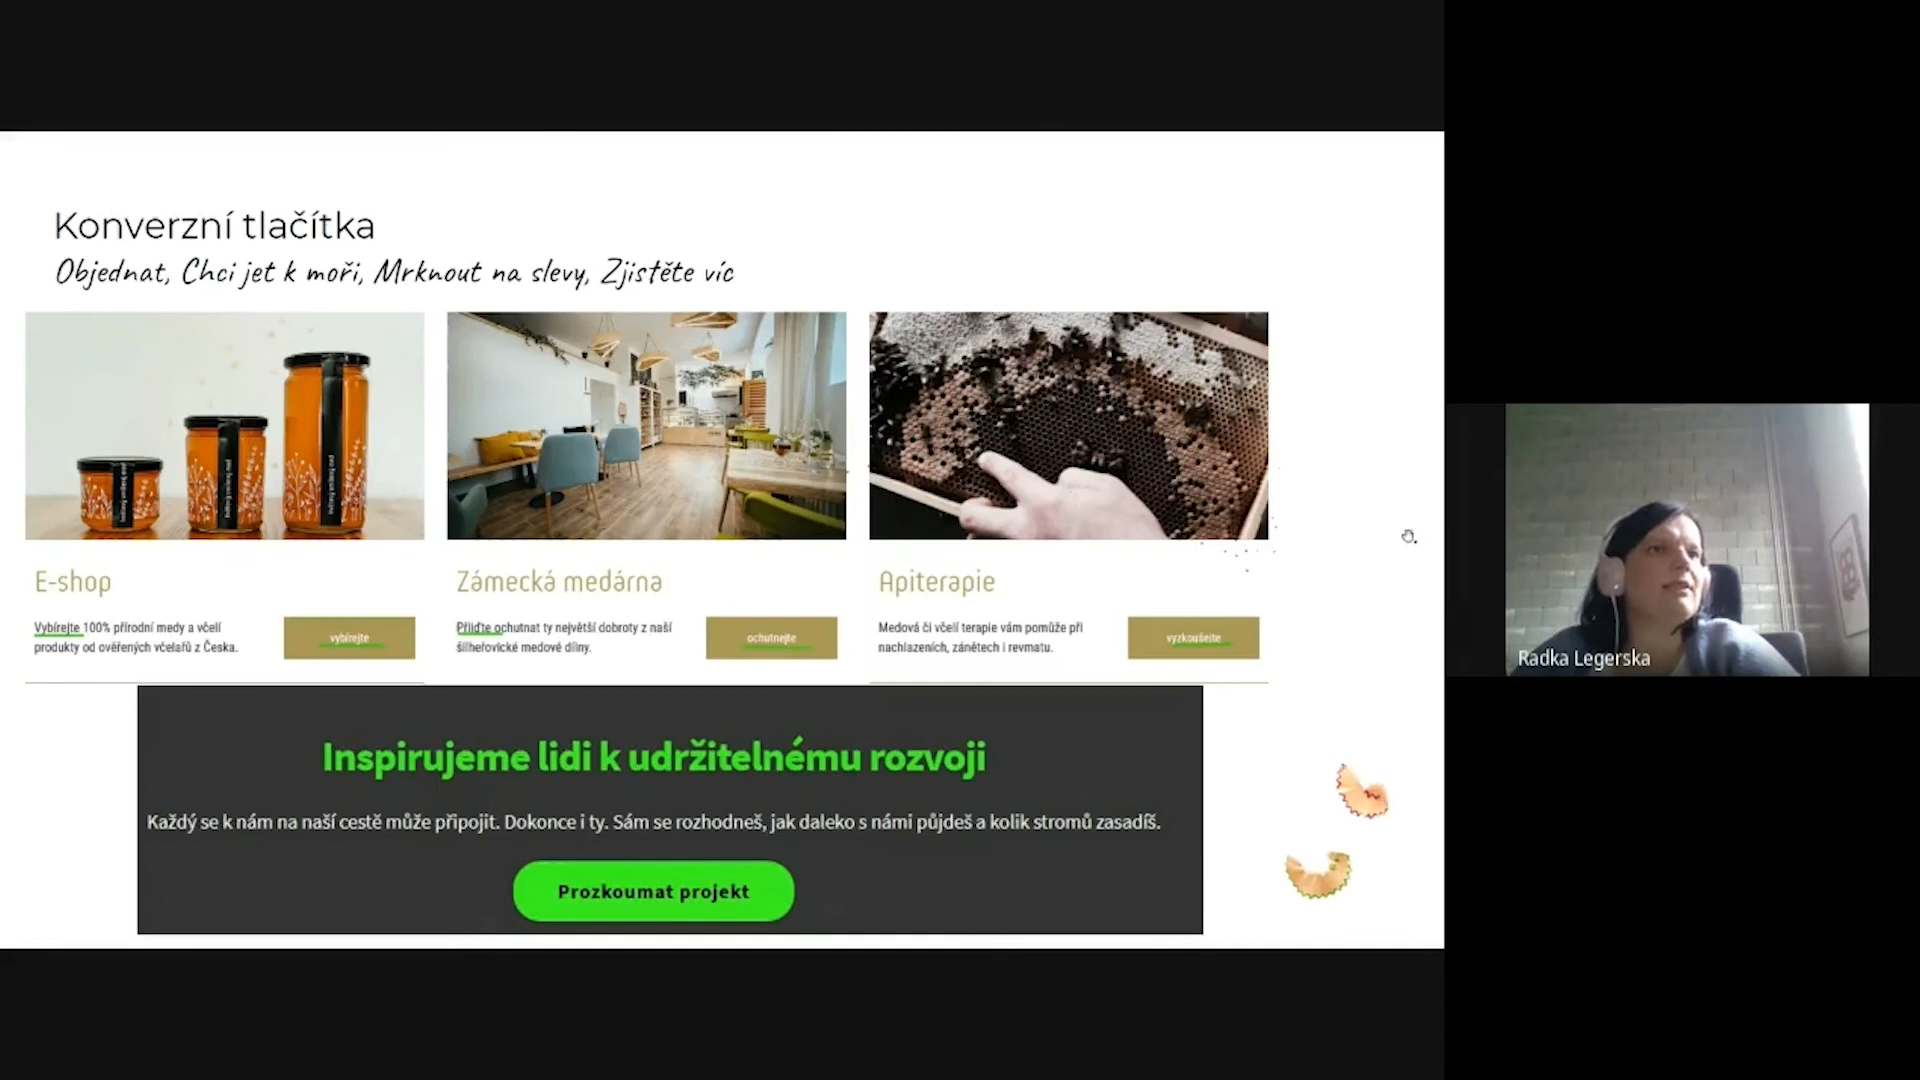 Konverzní tlačítka
Objednat, Chci jet k moři, Mrknout na slevy, Zjistěte víc
E-shop
Vybírejte 100% přírodní medy a včelí
produkty od ověřených včelařů z Česka.
vybírejte
Zámecká medárna
Přijďte ochutnat ty největší dobroty z naší
šilheřovické medové dílny.
ochutnejte
Apiterapie
Medová či včelí terapie vám pomůže při
nachlazeních, zánětech i revmatu.
vyzkoušejte
Inspirujeme lidi k udržitelnému rozvoji
Každý se k nám na naší cestě může připojit. Dokonce i ty. Sám se rozhodneš, jak daleko s námi půjdeš a kolik stromů zasadíš.
Prozkoumat projekt
Radka Legerska